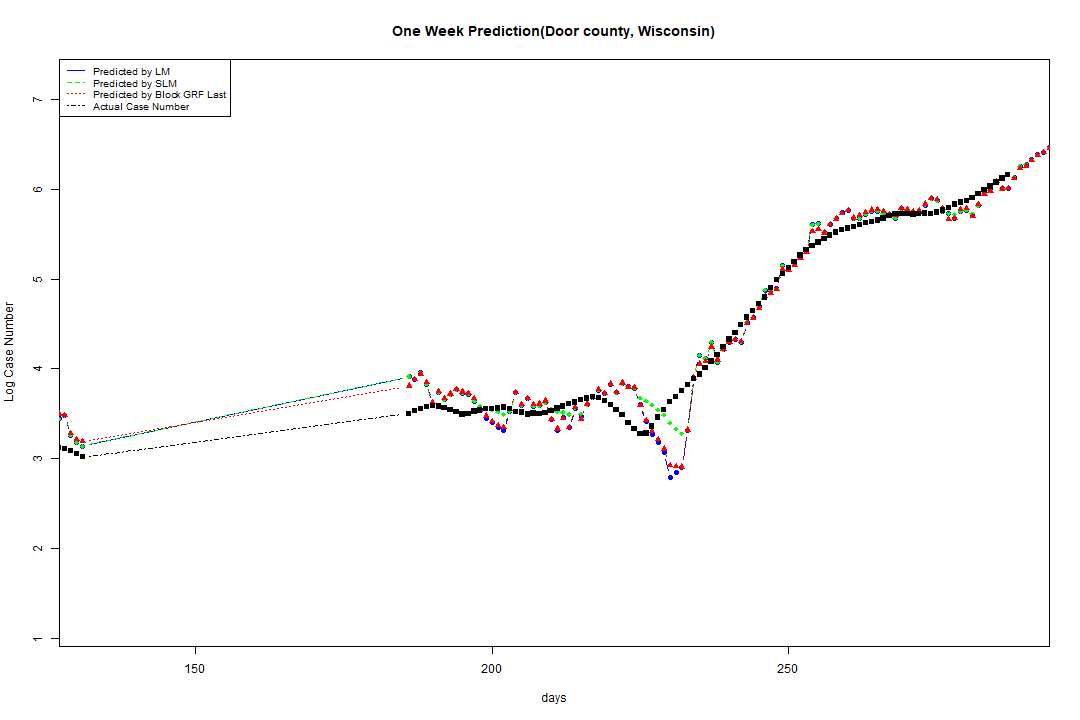 One Week Prediction(Door county, Wisconsin)
Predicted by LM
Predicted by SLM
Predicted by Block GRF Last
Actual Case Number
Log Case Number
7
6
5
4
3
2
1
150
200
250
days